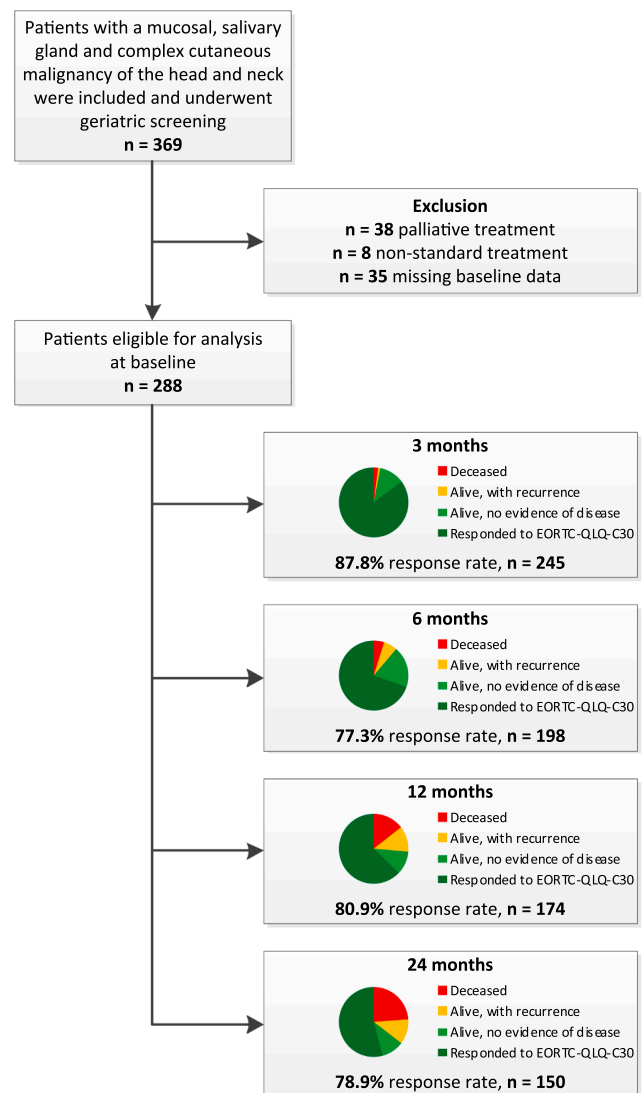 Patients with a mucosal, salivary
gland and complex cutaneous
malignancy of the head and neck
were included and underwent
geriatric screening
n = 369
Exclusion
n = 38 palliative treatment
n = 8 non-standard treatment
n = 35 missing baseline data
Patients eligible for analysis
at baseline
n = 288
3 months
Deceased
Alive, with recurrence
Alive, no evidence of disease
Responded to EORTC-QLQ-C30
87.8% response rate, n = 245
6 months
Deceased
Alive, with recurrence
Alive, no evidence of disease
Responded to EORTC-QLQ-C30
77.3% response rate, n = 198
12 months
Deceased
Alive, with recurrence
Alive, no evidence of disease
Responded to EORTC-QLQ-C30
80.9% response rate, n = 174
24 months
Deceased
Alive, with recurrence
Alive, no evidence of disease
Responded to EORTC-QLQ-C30
78.9% response rate, n = 150